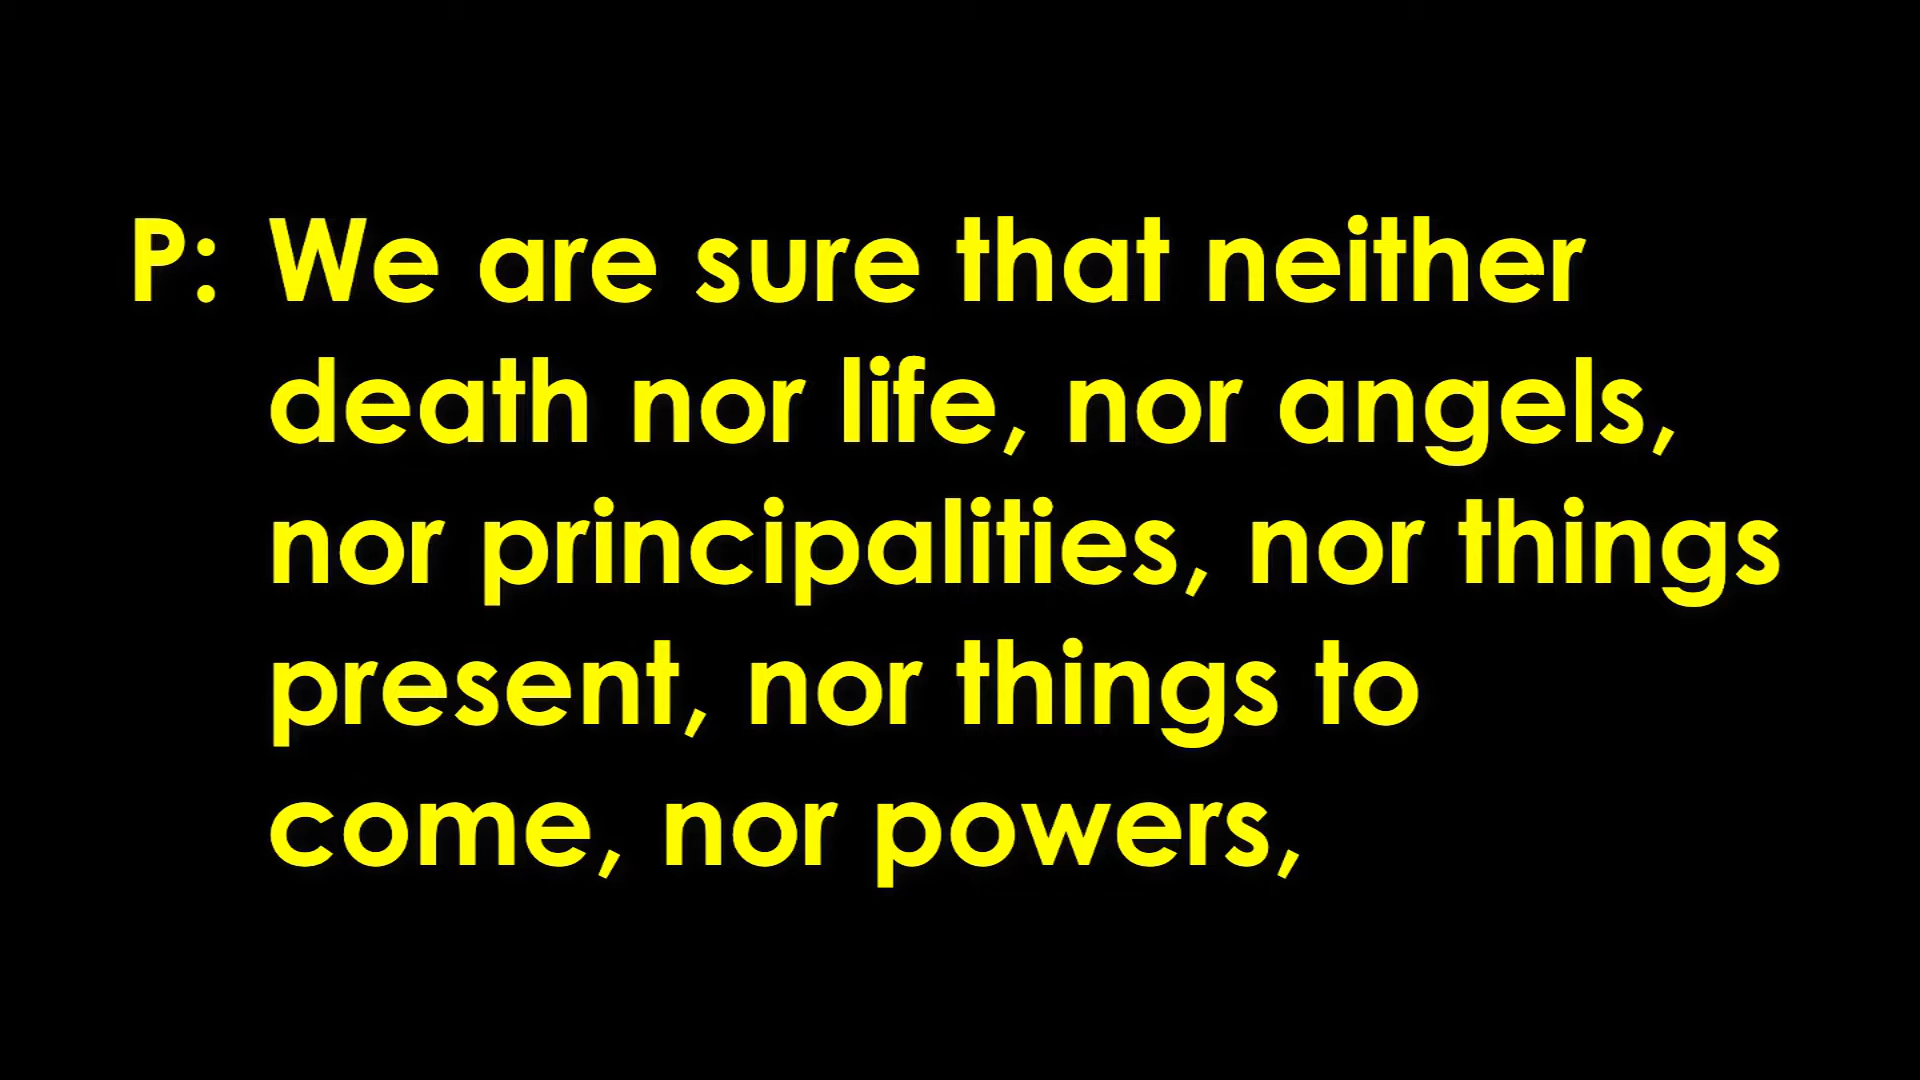 P: We are sure that neither
death nor life, nor angels,
nor principalities, nor things
present, nor things to
come, nor powers,